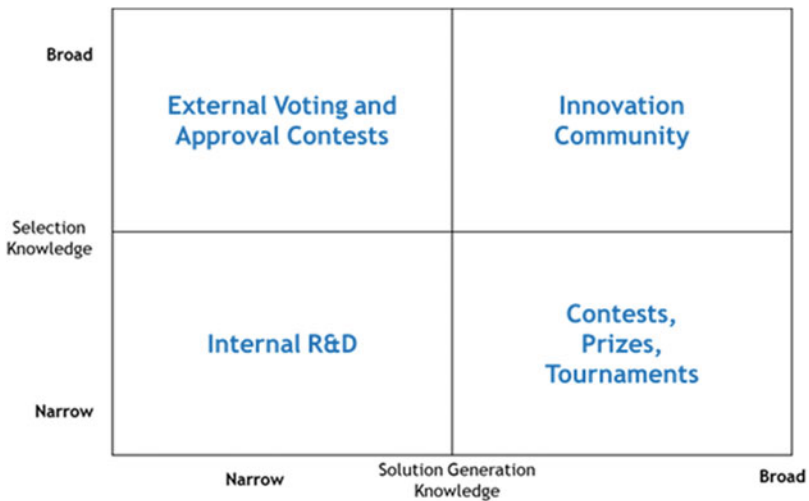 Broad
External Voting and
Approval Contests
Innovation
Community
Selection
Knowledge
Internal R&D
Contests,
Prizes,
Tournaments
Narrow
Narrow
Solution Generation
Knowledge
Broad